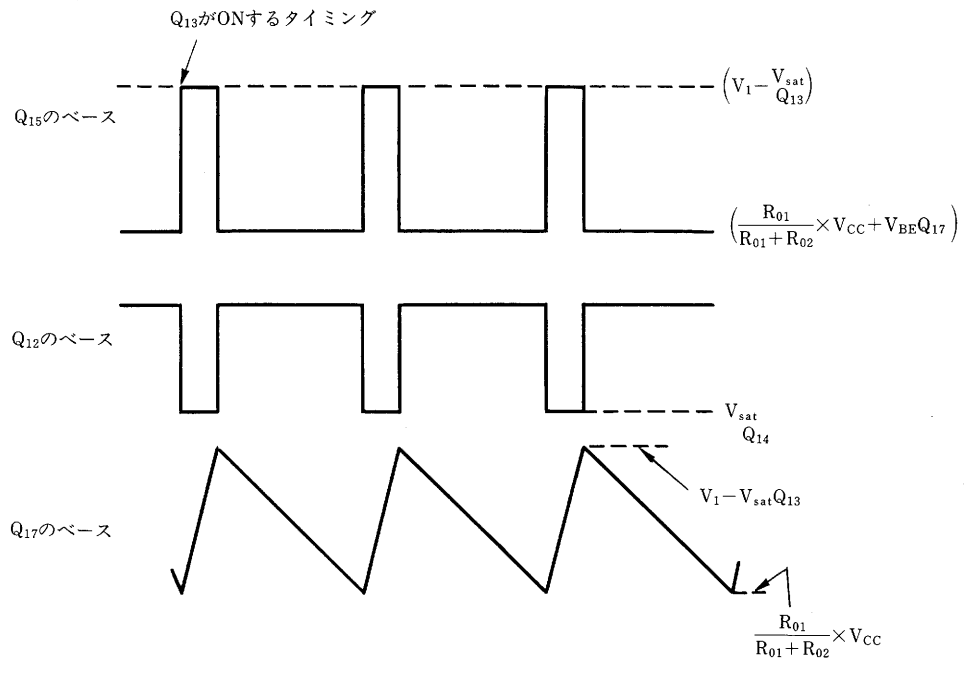 Q13がONするタイミング
(V1−Vsat Q13)
Q15のベース
(R01/(R01+R02)×VCC+VBEQ17)
Q12のベース
Vsat
Q14
V1−VsatQ13
Q17のベース
R01/(R01+R02)×VCC